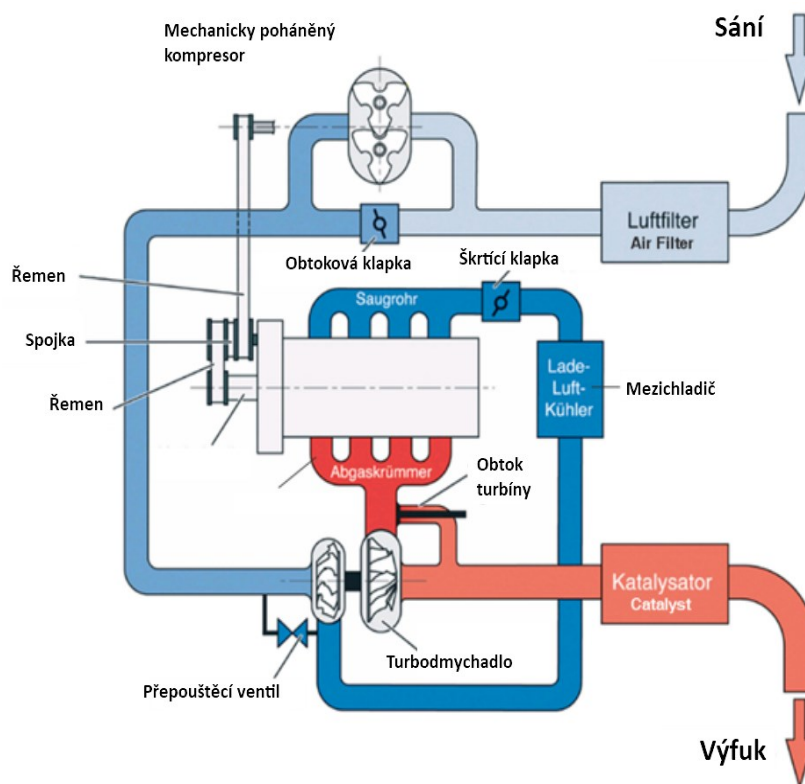 Mechanicky poháněný
kompresor
Sání
Luftfilter
Air Filter
Obtoková klapka
Škrtící klapka
Řemen
Saugrohr
Spojka
Lade-
Luft-
Kühler
Mezichladič
Řemen
Abgaskrümmer
Obtok
turbíny
Katalysator
Catalyst
Turbodmychadlo
Přepouštěcí ventil
Výfuk